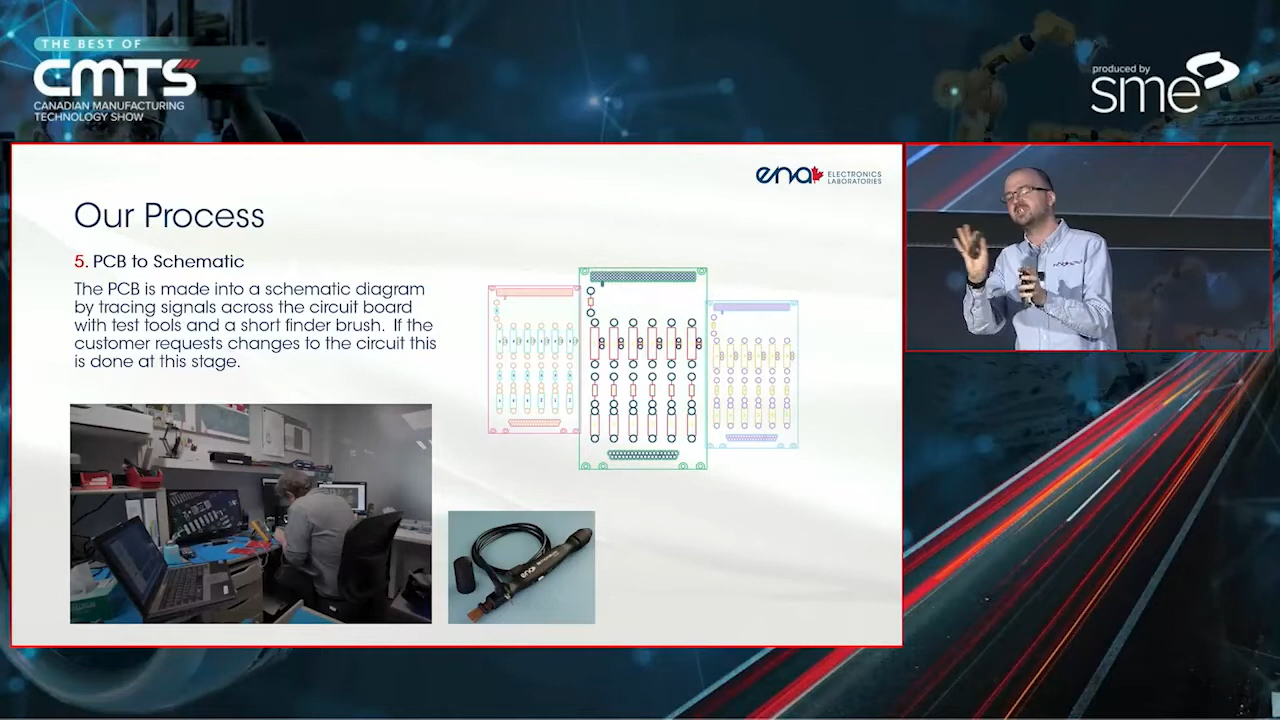 THE BEST OF
CMTS
CANADIAN MANUFACTURING
TECHNOLOGY SHOW
produced by
sme
ena ELECTRONICS
LABORATORIES
Our Process
5. PCB to Schematic
The PCB is made into a schematic diagram
by tracing signals across the circuit board
with test tools and a short finder brush. If the
customer requests changes to the circuit this
is done at this stage.